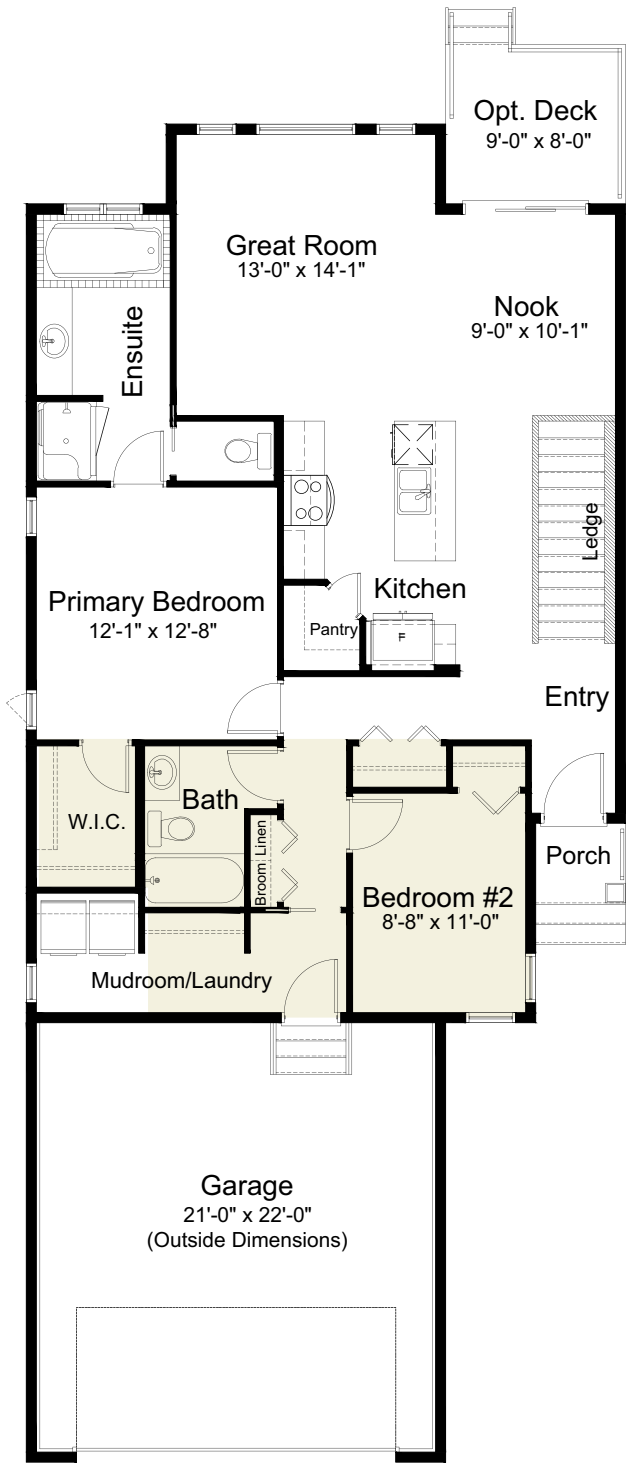 Opt. Deck
9'-0" x 8'-0"
Great Room
13'-0" x 14'-1"
Nook
9'-0" x 10'-1"
Ensuite
Ledge
Kitchen
Primary Bedroom
12'-1" x 12'-8"
Pantry
F
Entry
Bath
W.I.C.
Broom
Linen
Porch
Bedroom #2
8'-8" x 11'-0"
Mudroom/Laundry
Garage
21'-0" x 22'-0"
(Outside Dimensions)